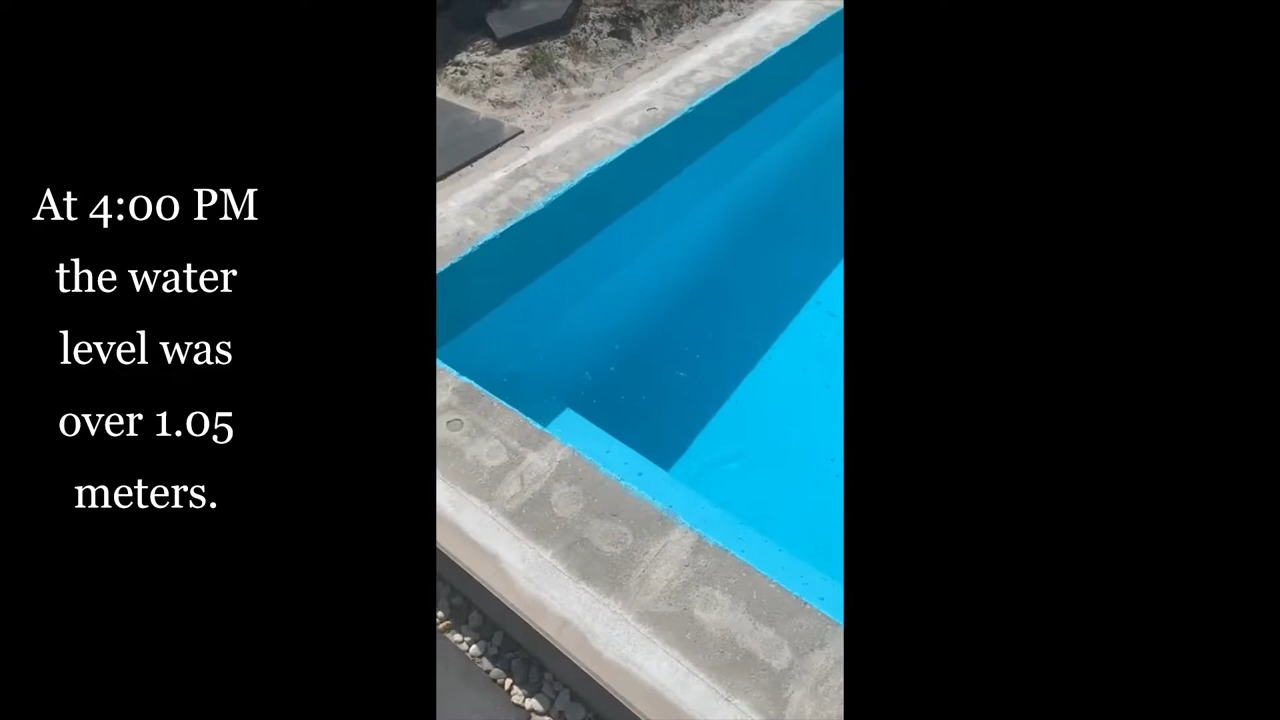 At 4:00 PM
the water
level was
over 1.05
meters.